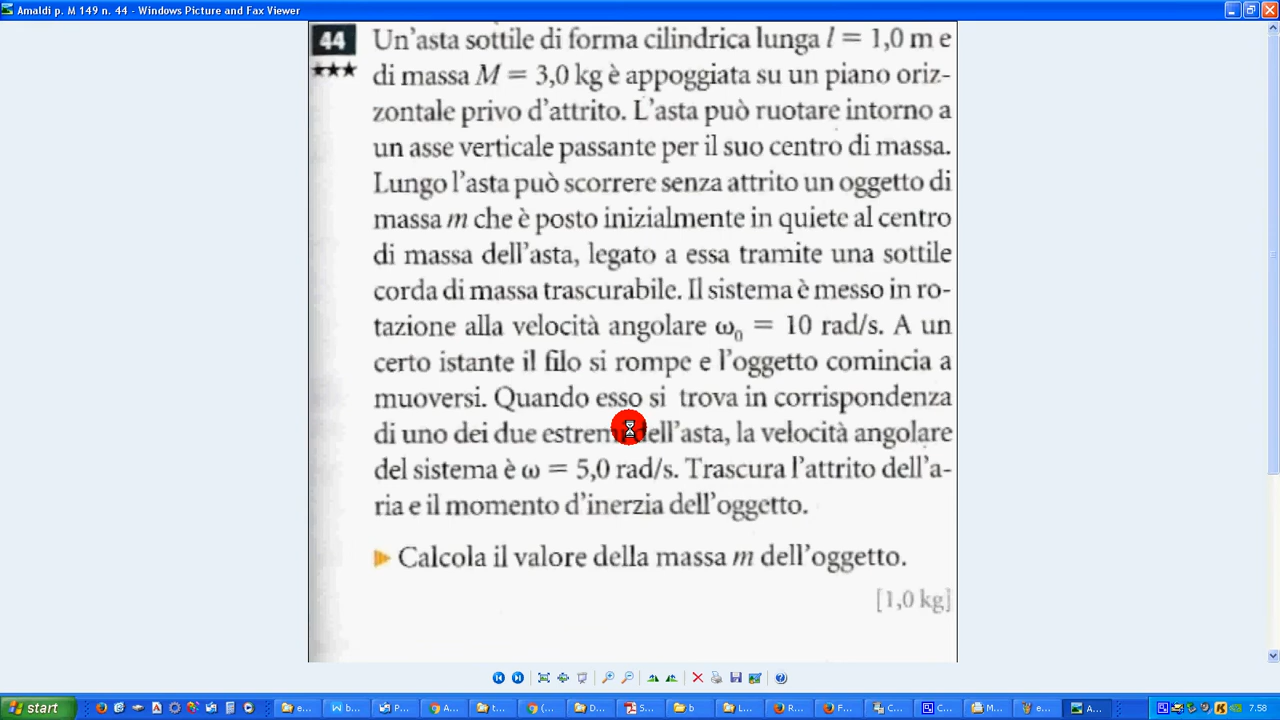 Amaldi p. M 149 n. 44 - Windows Picture and Fax Viewer
44 Un'asta sottile di forma cilindrica lunga l = 1,0 m e
★★★ di massa M = 3,0 kg è appoggiata su un piano oriz-
zontale privo d'attrito. L'asta può ruotare intorno a
un asse verticale passante per il suo centro di massa.
Lungo l'asta può scorrere senza attrito un oggetto di
massa m che è posto inizialmente in quiete al centro
di massa dell'asta, legato a essa tramite una sottile
corda di massa trascurabile. Il sistema è messo in ro-
tazione alla velocità angolare ω₀ = 10 rad/s. A un
certo istante il filo si rompe e l'oggetto comincia a
muoversi. Quando esso si trova in corrispondenza
di uno dei due estremi dell'asta, la velocità angolare
del sistema è ω = 5,0 rad/s. Trascura l'attrito dell'a-
ria e il momento d'inerzia dell'oggetto.
Calcola il valore della massa m dell'oggetto.
[1,0 kg]
start e... b... P... A... t... (... D... S... b L... R... F... C... C... M... e... A... 7.58